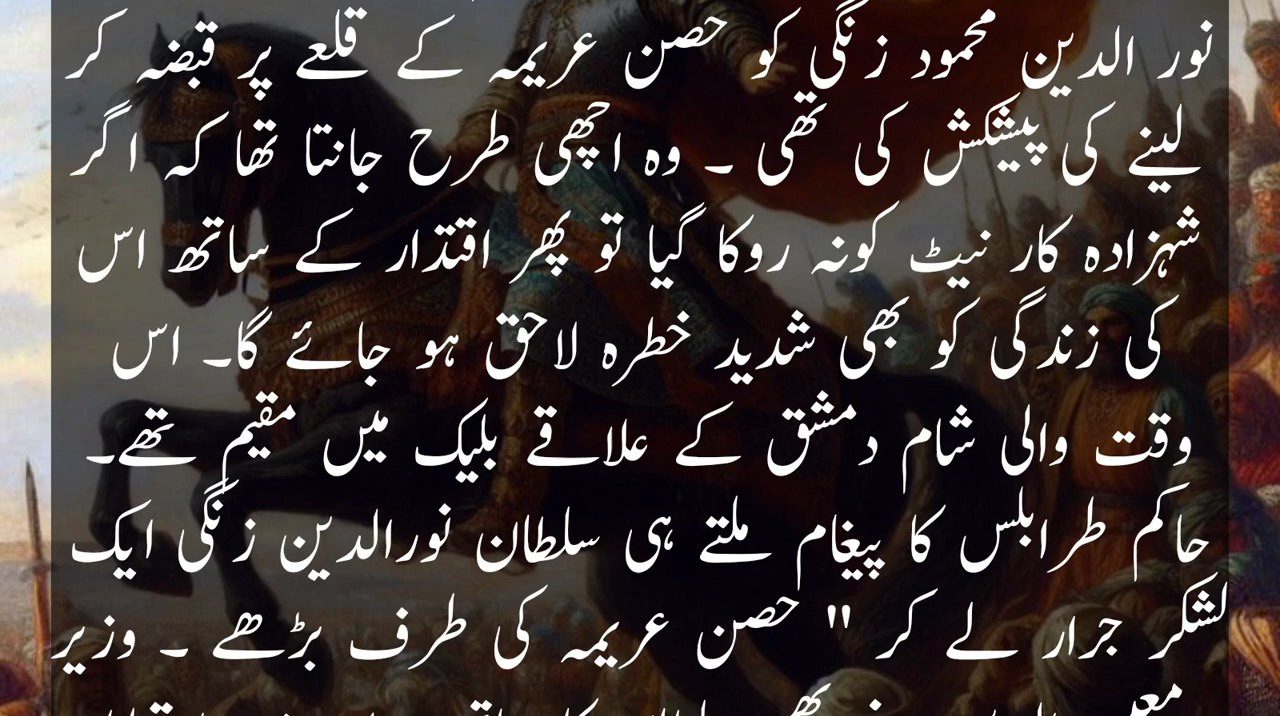 نور الدین محمود زنگی کو حصن عریمہ کے قلعے پر قبضہ کر
لینے کی پیشکش کی تھی ۔ وہ اچھی طرح جانتا تھا کہ اگر
شہزادہ کار نیٹ کونہ روکا گیا تو پھر اقتدار کے ساتھ اس
کی زندگی کو بھی شدید خطرہ لاحق ہو جائے گا۔ اس
وقت والی شام دمشق کے علاقے بلیک میں مقیم تھے۔
حاکم طرابلس کا پیغام ملتے ہی سلطان نورالدین زنگی ایک
لشکر جرار لے کر " حصن عریمہ کی طرف بڑھے ۔ وزیر